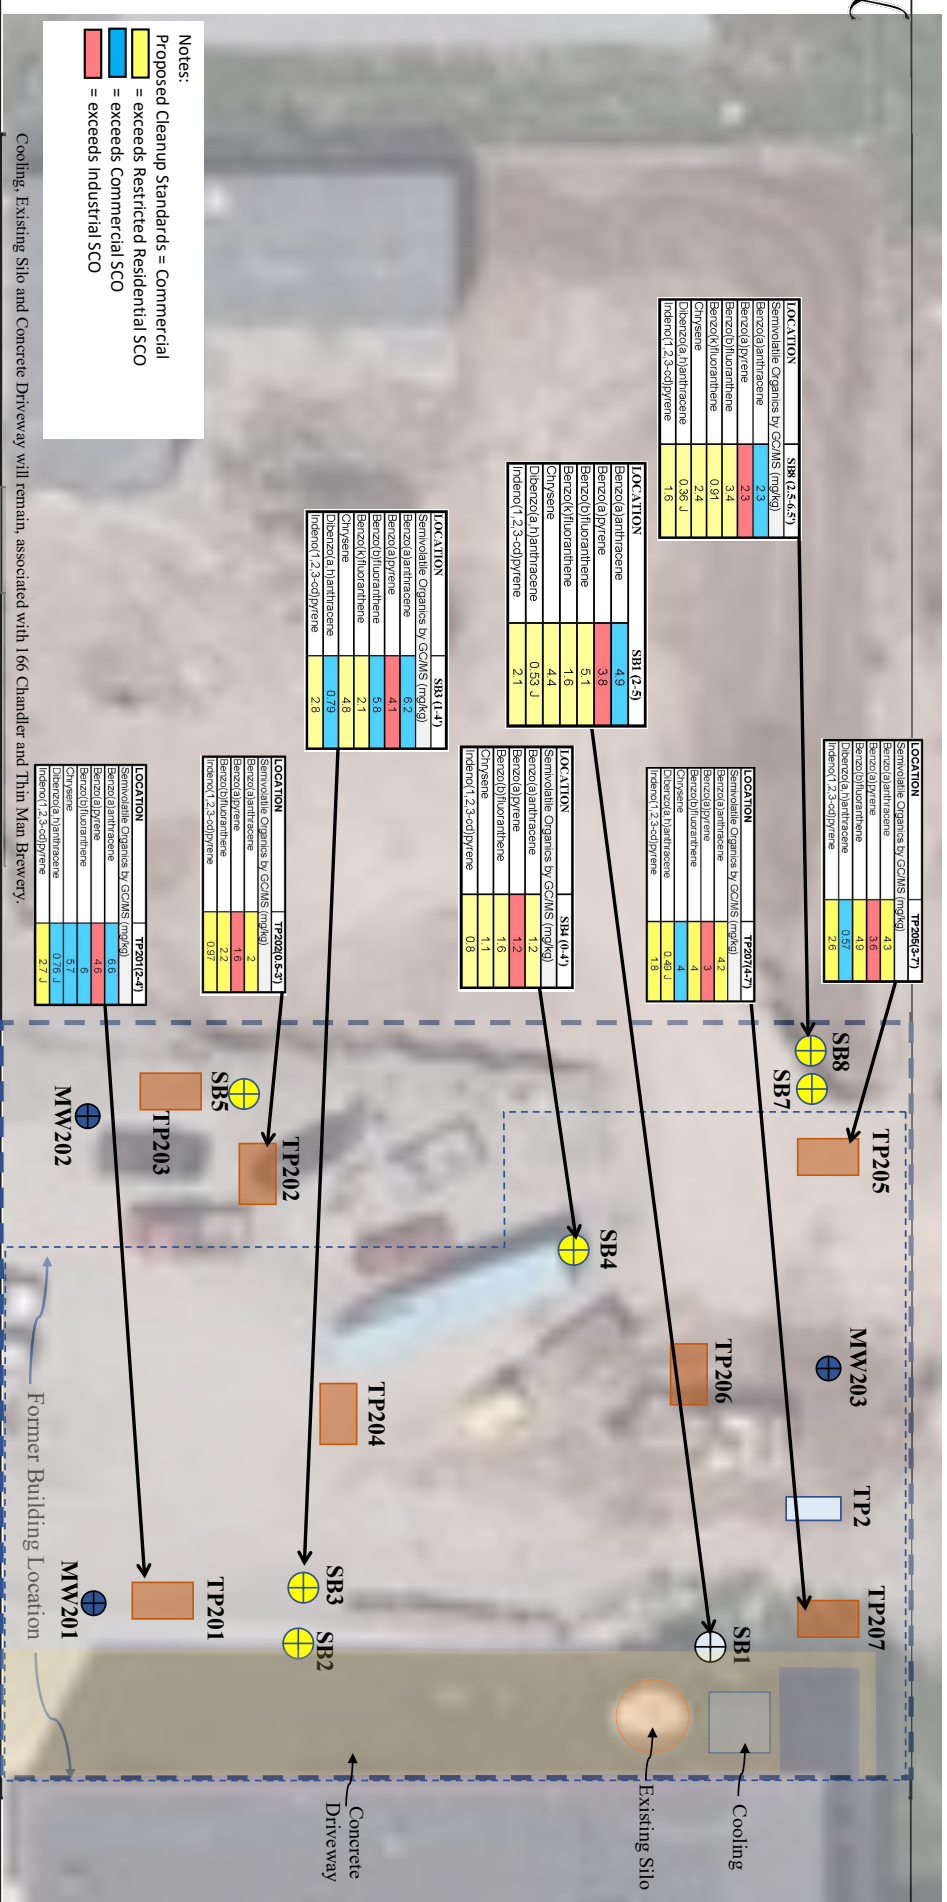 Notes:
Proposed Cleanup Standards = Commercial
= exceeds Restricted Residential SCO
= exceeds Commercial SCO
= exceeds Industrial SCO
LOCATION SB8 (2.5-6.5')
Semivolatile Organics by GC/MS (mg/kg)
Benzo(a)anthracene 2.3
Benzo(a)pyrene 2.3
Benzo(b)fluoranthene 3.4
Benzo(k)fluoranthene 0.91
Chrysene 2.4
Dibenzo(a,h)anthracene 0.36 J
Indeno(1,2,3-cd)pyrene 1.6
LOCATION TP205(3-7')
Semivolatile Organics by GC/MS (mg/kg)
Benzo(a)anthracene 4.3
Benzo(a)pyrene 3.6
Benzo(b)fluoranthene 4.9
Dibenzo(a,h)anthracene 0.57
Indeno(1,2,3-cd)pyrene 2.6
LOCATION SB1 (2-5)
Benzo(a)anthracene 4.9
Benzo(a)pyrene 3.8
Benzo(b)fluoranthene 5.1
Benzo(k)fluoranthene 1.6
Chrysene 4.4
Dibenzo(a,h)anthracene 0.53 J
Indeno(1,2,3-cd)pyrene 2.1
LOCATION TP207(4-7')
Semivolatile Organics by GC/MS (mg/kg)
Benzo(a)anthracene 4.2
Benzo(a)pyrene 3
Benzo(b)fluoranthene 4
Chrysene 4
Dibenzo(a,h)anthracene 0.49 J
Indeno(1,2,3-cd)pyrene 1.8
LOCATION SB4 (0-4')
Semivolatile Organics by GC/MS (mg/kg)
Benzo(a)anthracene 1.2
Benzo(a)pyrene 1.2
Benzo(b)fluoranthene 1.6
Chrysene 1.1
Indeno(1,2,3-cd)pyrene 0.8
LOCATION SB3 (1-4')
Semivolatile Organics by GC/MS (mg/kg)
Benzo(a)anthracene 6.2
Benzo(a)pyrene 4.1
Benzo(b)fluoranthene 5.8
Benzo(k)fluoranthene 2.1
Chrysene 4.8
Dibenzo(a,h)anthracene 0.79
Indeno(1,2,3-cd)pyrene 2.8
LOCATION TP202(0.5-3')
Semivolatile Organics by GC/MS (mg/kg)
Benzo(a)anthracene 2
Benzo(a)pyrene 1.6
Benzo(b)fluoranthene 2.2
Indeno(1,2,3-cd)pyrene 0.97
LOCATION TP201(2-4')
Semivolatile Organics by GC/MS (mg/kg)
Benzo(a)anthracene 6.6
Benzo(a)pyrene 4.6
Benzo(b)fluoranthene 6
Chrysene 5.7
Dibenzo(a,h)anthracene 0.76 J
Indeno(1,2,3-cd)pyrene 2.7 J
SB8
SB7
TP205
SB4
SB5
TP202
TP203
MW202
MW203
TP206
TP204
TP2
TP207
SB1
SB3
SB2
TP201
MW201
Former Building Location
Cooling
Existing Silo
Concrete
Driveway
Cooling, Existing Silo and Concrete Driveway will remain, associated with 166 Chandler and Thin Man Brewery.